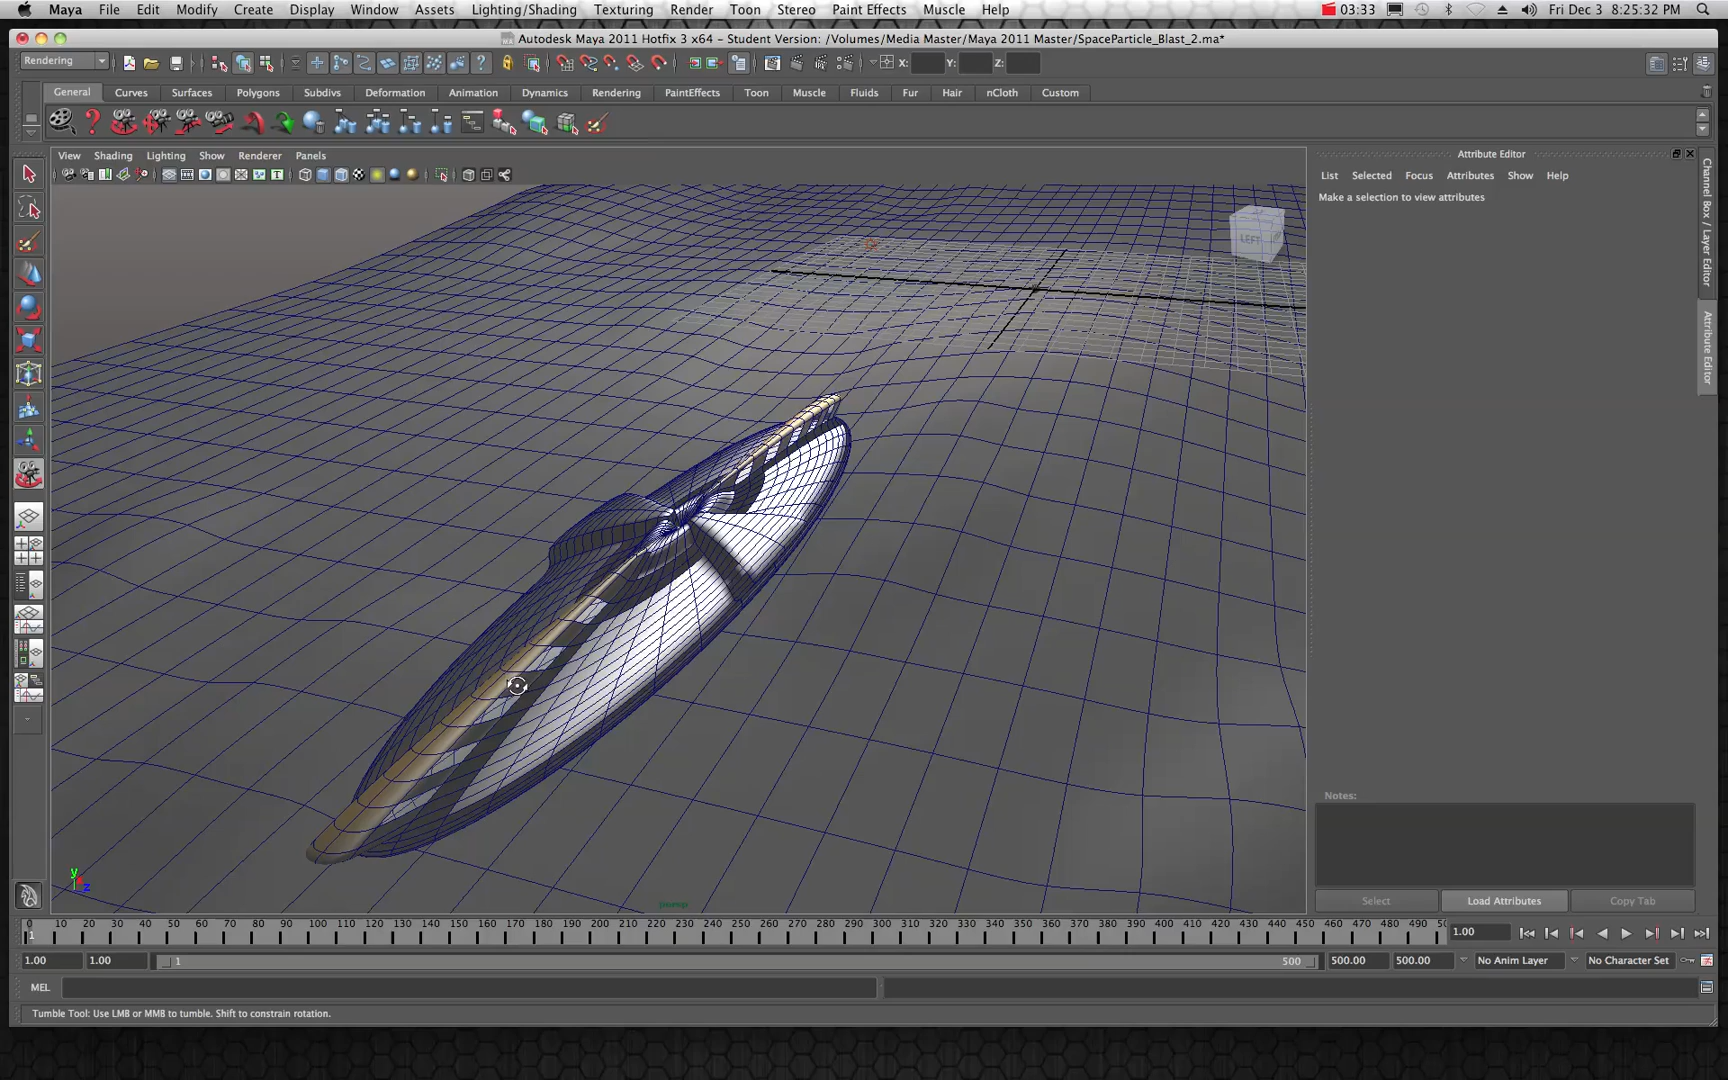 Maya File Edit Modify Create Display Window Assets Lighting/Shading Texturing Render Toon Stereo Paint Effects Muscle Help 03:33 Fri Dec 3 8:25:32 PM
Autodesk Maya 2011 Hotfix 3 x64 - Student Version: /Volumes/Media Master/Maya 2011 Master/SpaceParticle_Blast_2.ma*
Rendering X: Y: Z:
General Curves Surfaces Polygons Subdivs Deformation Animation Dynamics Rendering PaintEffects Toon Muscle Fluids Fur Hair nCloth Custom
View Shading Lighting Show Renderer Panels
Attribute Editor
List Selected Focus Attributes Show Help
Make a selection to view attributes
Channel Box / Layer Editor
Attribute Editor
LEFT
Notes:
y
z
persp
Select Load Attributes Copy Tab
0 10 20 30 40 50 60 70 80 90 100 110 120 130 140 150 160 170 180 190 200 210 220 230 240 250 260 270 280 290 300 310 320 330 340 350 360 370 380 390 400 410 420 430 440 450 460 470 480 490 50
1 1.00
1.00 1.00 1 500 500.00 500.00 No Anim Layer No Character Set
MEL
Tumble Tool: Use LMB or MMB to tumble. Shift to constrain rotation.